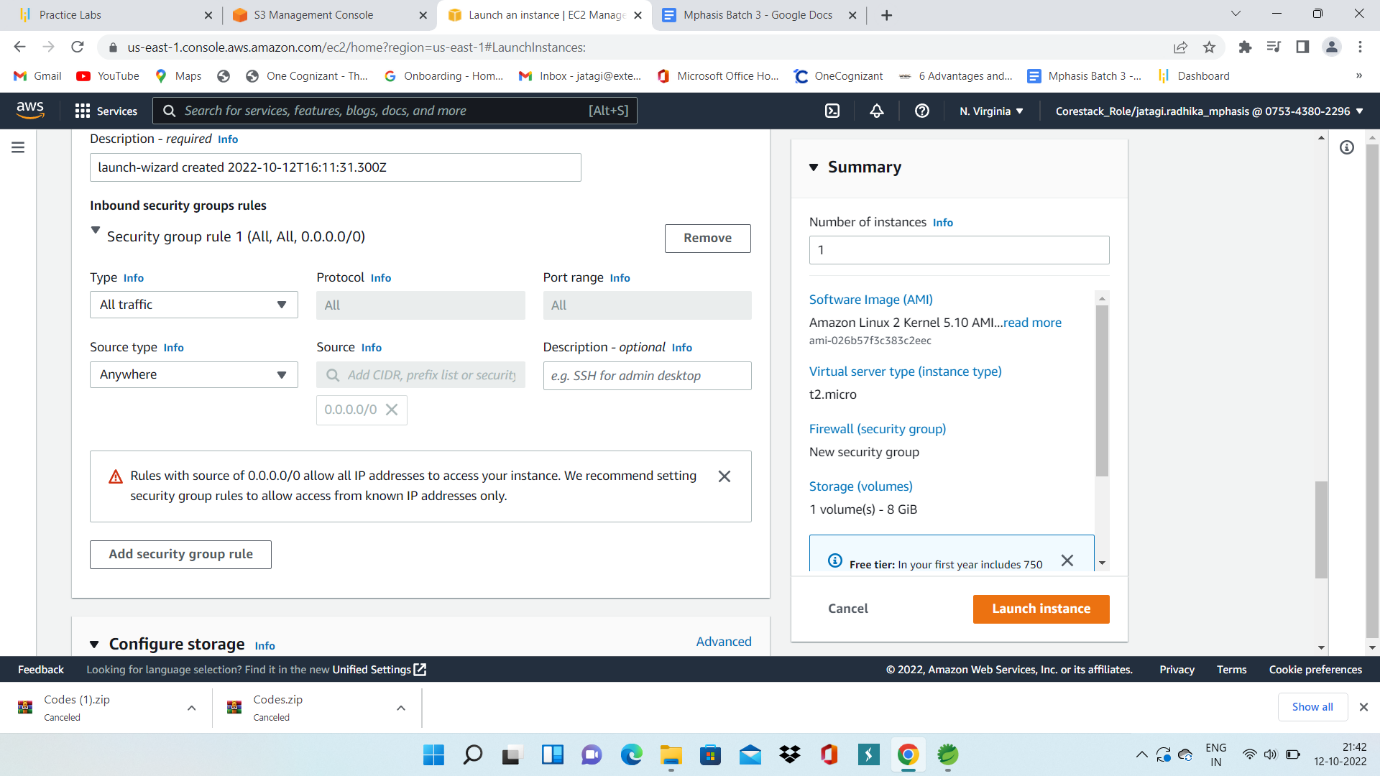 Practice Labs
S3 Management Console
Launch an instance | EC2 Manage
Mphasis Batch 3 - Google Docs
us-east-1.console.aws.amazon.com/ec2/home?region=us-east-1#LaunchInstances:
Gmail
YouTube
Maps
One Cognizant - Th...
Onboarding - Hom...
Inbox - jatagi@exte...
Microsoft Office Ho...
OneCognizant
6 Advantages and...
Mphasis Batch 3 -...
Dashboard
»
aws
Services
Search for services, features, blogs, docs, and more
[Alt+S]
N. Virginia
Corestack_Role/jatagi.radhika_mphasis @ 0753-4380-2296
Description - required Info
launch-wizard created 2022-10-12T16:11:31.300Z
Inbound security groups rules
Security group rule 1 (All, All, 0.0.0.0/0)
Remove
Type Info
Protocol Info
Port range Info
All traffic
All
All
Source type Info
Source Info
Description - optional Info
Anywhere
Add CIDR, prefix list or security
e.g. SSH for admin desktop
0.0.0.0/0
Rules with source of 0.0.0.0/0 allow all IP addresses to access your instance. We recommend setting
security group rules to allow access from known IP addresses only.
Add security group rule
Configure storage Info
Advanced
Summary
Number of instances Info
1
Software Image (AMI)
Amazon Linux 2 Kernel 5.10 AMI...read more
ami-026b57f3c383c2eec
Virtual server type (instance type)
t2.micro
Firewall (security group)
New security group
Storage (volumes)
1 volume(s) - 8 GiB
Free tier: In your first year includes 750
Cancel
Launch instance
Feedback
Looking for language selection? Find it in the new Unified Settings
© 2022, Amazon Web Services, Inc. or its affiliates.
Privacy
Terms
Cookie preferences
Codes (1).zip
Canceled
Codes.zip
Canceled
Show all
ENG
IN
21:42
12-10-2022